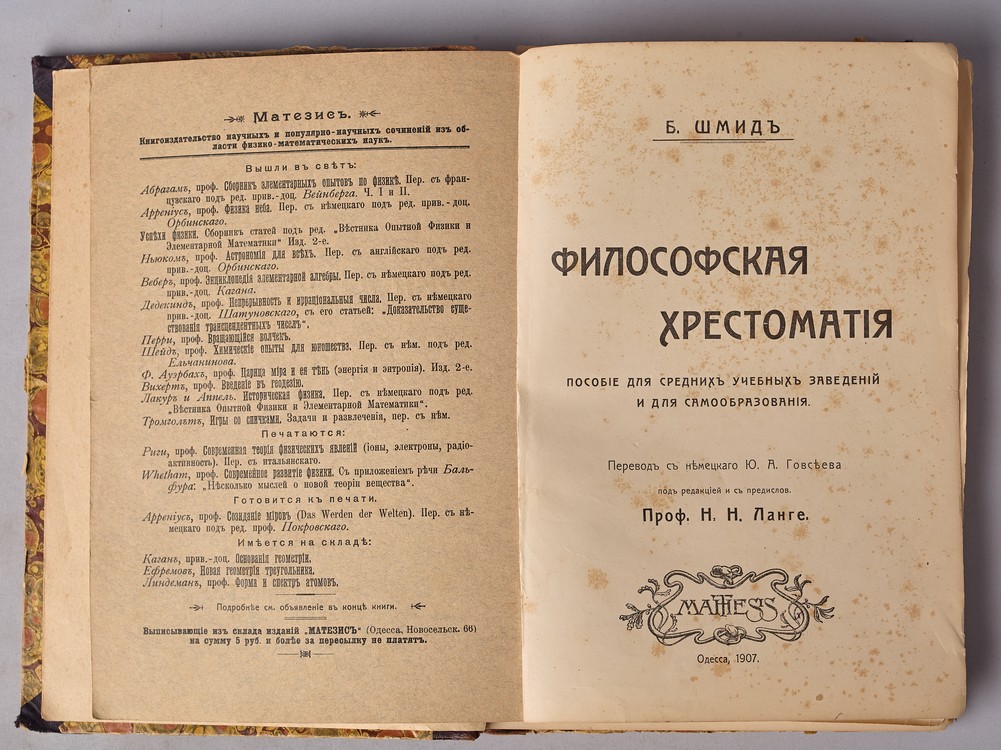 Матезисъ.
Книгоиздательство научныхъ и популярно-научныхъ сочиненій изъ об-
ласти физико-математическихъ наукъ.
Вышли въ свѣтъ:
Абрагамъ, проф. Сборникъ элементарныхъ опытовъ по физикѣ. Пер. съ фран-
цузскаго подъ ред. прив.-доц. Вейнберга. Ч. I и II.
Арреніусъ, проф. Физика неба. Пер. съ нѣмецкаго подъ ред. прив.-доц.
Орбинскаго.
Успѣхи физики. Сборникъ статей подъ ред. „Вѣстника Опытной Физики и
Элементарной Математики“ Изд. 2-е.
Ньюкомъ, проф. Астрономія для всѣхъ. Пер. съ англійскаго подъ ред.
прив.-доц. Орбинскаго.
Веберъ, проф. Энциклопедія элементарной алгебры. Пер. съ нѣмецкаго подъ ред.
прив.-доц. Кагана.
Дедекиндъ, проф. Непрерывность и ирраціональныя числа. Пер. съ нѣмецкаго
прив.-доц. Шатуновскаго, съ его статьей: „Доказательство суще-
ствованія трансцендентныхъ чиселъ“.
Перри, проф. Вращающійся волчекъ.
Шейдъ, проф. Химическіе опыты для юношества. Пер. съ нѣм. подъ ред.
Ельчанинова.
Ф. Ауэрбахъ, проф. Царица міра и ея тѣнь (энергія и энтропія). Изд. 2-е.
Вихертъ, проф. Введеніе въ геодезію.
Лакуръ и Аппель. Историческая физика. Пер. съ нѣмецкаго подъ ред.
„Вѣстника Опытной Физики и Элементарной Математики“.
Тромгольтъ, Игры со спичками. Задачи и развлеченія, пер. съ нѣм.
Печатаются:
Риги, проф. Современная теорія физическихъ явленій (іоны, электроны, радіо-
активность). Пер. съ итальянскаго.
Whetham, проф. Современное развитіе физики. Съ приложеніемъ рѣчи Баль-
фура: „Нѣсколько мыслей о новой теоріи вещества“.
Готовится къ печати.
Арреніусъ, проф. Созиданіе міровъ (Das Werden der Welten). Пер. съ нѣ-
мецкаго подъ ред. проф. Покровскаго.
Имѣется на складѣ:
Каганъ, прив.-доц. Основанія геометріи.
Ефремовъ, Новая геометрія треугольника.
Линдеманъ, проф. Форма и спектръ атомовъ.
Подробнѣе см. объявленіе въ концѣ книги.
Выписывающіе изъ склада изданій „МАТЕЗИСЪ“ (Одесса, Новосельск. 66)
на сумму 5 руб. и болѣе за пересылку не платятъ.
Б. ШМИДЪ
ФИЛОСОФСКАЯ
ХРЕСТОМАТІЯ
ПОСОБІЕ ДЛЯ СРЕДНИХЪ УЧЕБНЫХЪ ЗАВЕДЕНІЙ
И ДЛЯ САМООБРАЗОВАНІЯ.
Переводъ съ нѣмецкаго Ю. А. Говсѣева
подъ редакціей и съ предислов.
Проф. Н. Н. Ланге.
MATHESIS
Одесса, 1907.